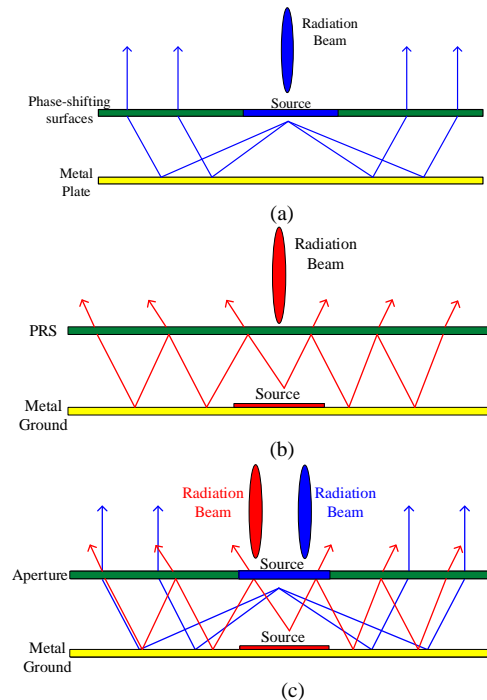 Radiation
Beam
Source
Phase-shifting
surfaces
Metal
Plate
(a)
Radiation
Beam
PRS
Source
Metal
Ground
(b)
Radiation
Beam
Radiation
Beam
Source
Aperture
Source
Metal
Ground
(c)